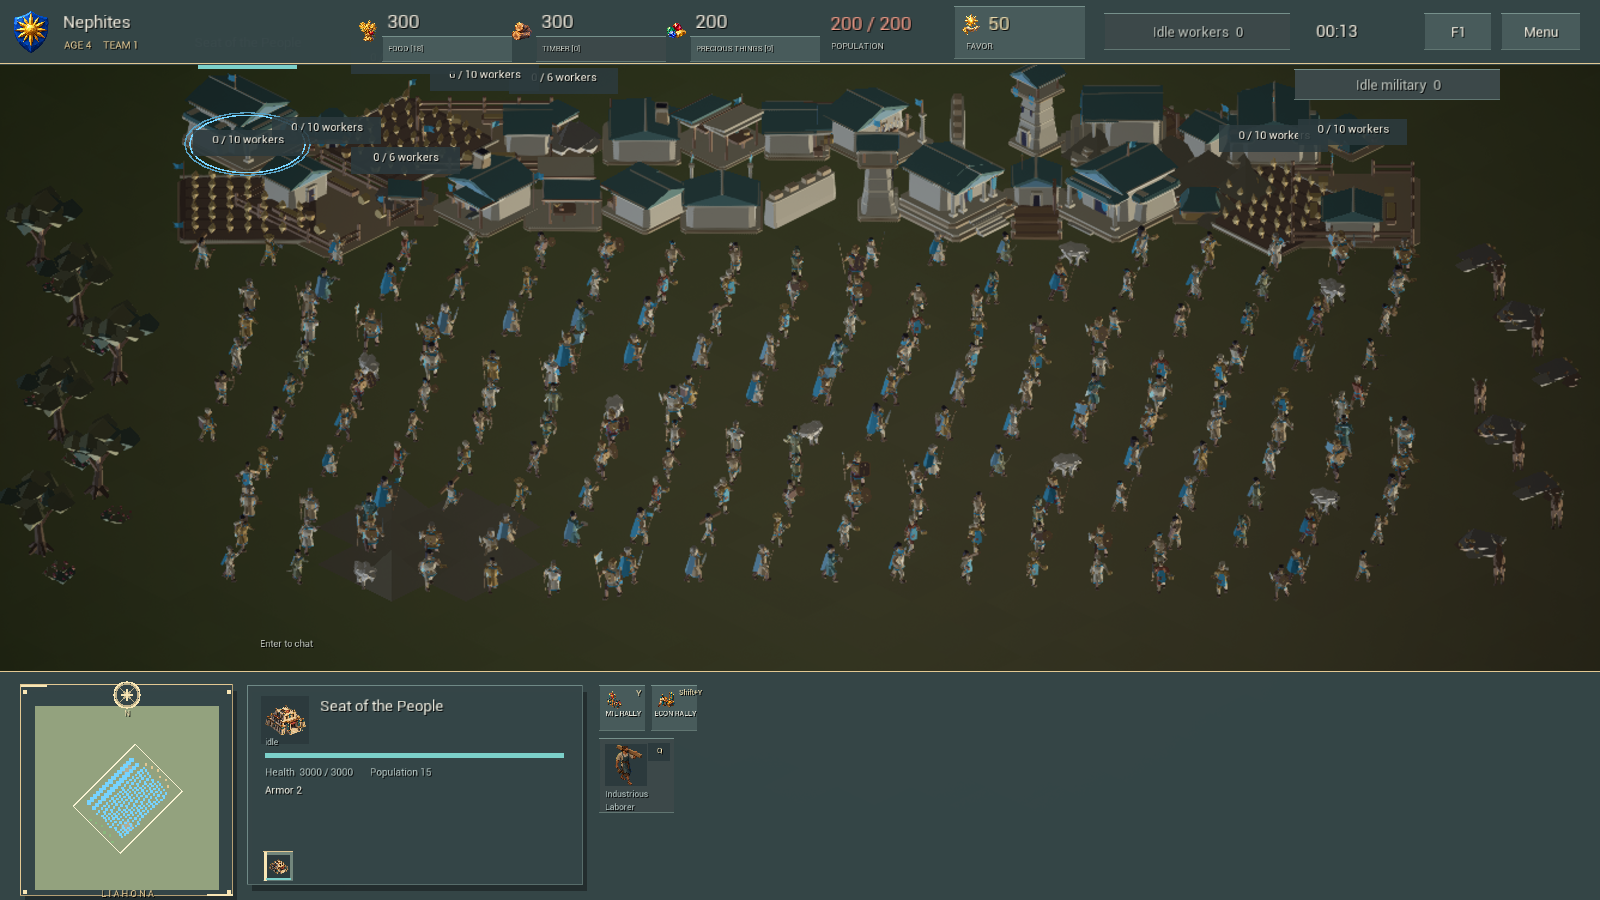 Nephites
AGE 4 TEAM 1
300
FOOD [18]
300
TIMBER [0]
200
PRECIOUS THINGS [0]
200 / 200
POPULATION
50
FAVOR
Idle workers 0
00:13
F1
Menu
Idle military 0
0 / 10 workers
/ 6 workers
0 / 10 workers
0 / 10 workers
0 / 6 workers
0 / 10 workers
0 / 10 workers
Enter to chat
N
LIAHONA
Seat of the People
idle
Health 3000 / 3000 Population 15
Armor 2
Y
MIL RALLY
Shift+Y
ECON RALLY
Q
Industrious
Laborer